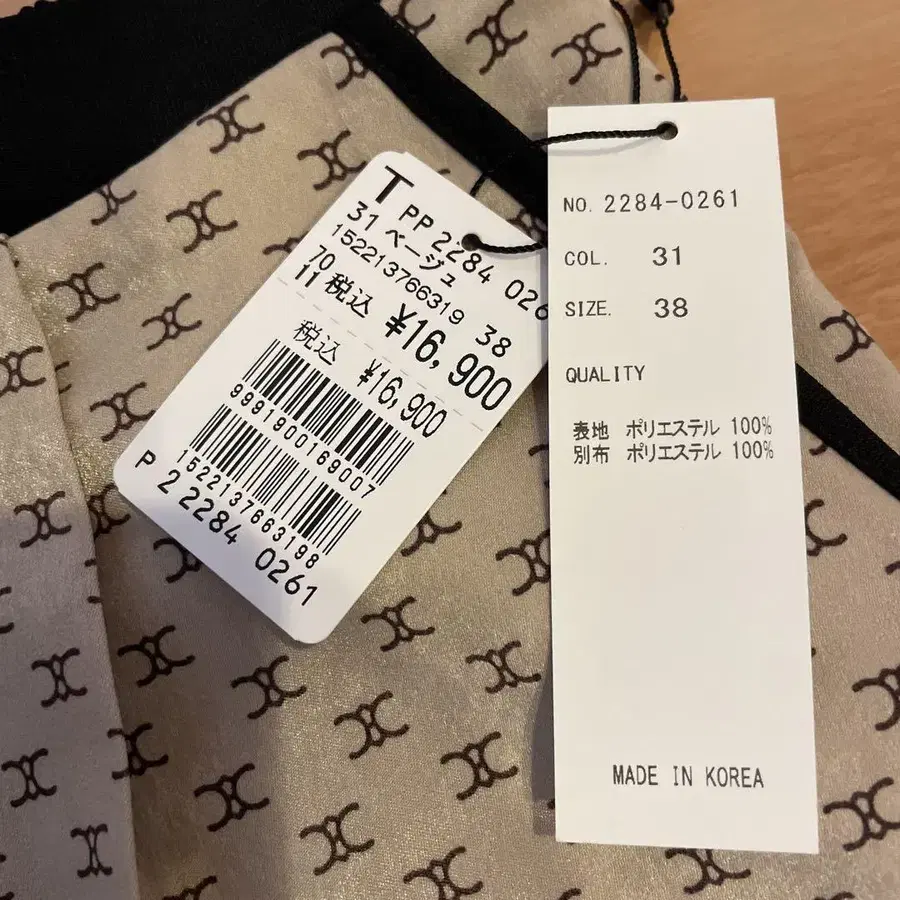 T PP 2284 026
31 ベージュ
152213766319 38
70
11 税込 ¥16,900
税込 ¥16,900
9991900169007
1522137663198
P 2 2284 0261
NO. 2284-0261
COL. 31
SIZE. 38
QUALITY
表地 ポリエステル 100%
別布 ポリエステル 100%
MADE IN KOREA